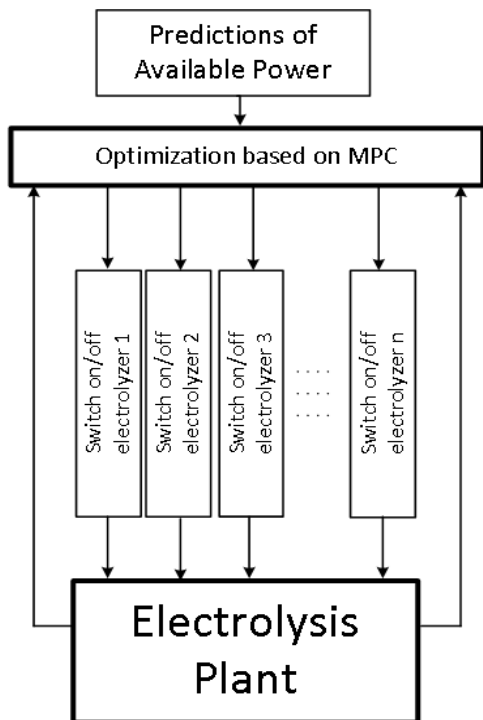 Predictions of
Available Power
Optimization based on MPC
Switch on/off
electrolyzer 1
Switch on/off
electrolyzer 2
Switch on/off
electrolyzer 3
Switch on/off
electrolyzer n
Electrolysis
Plant